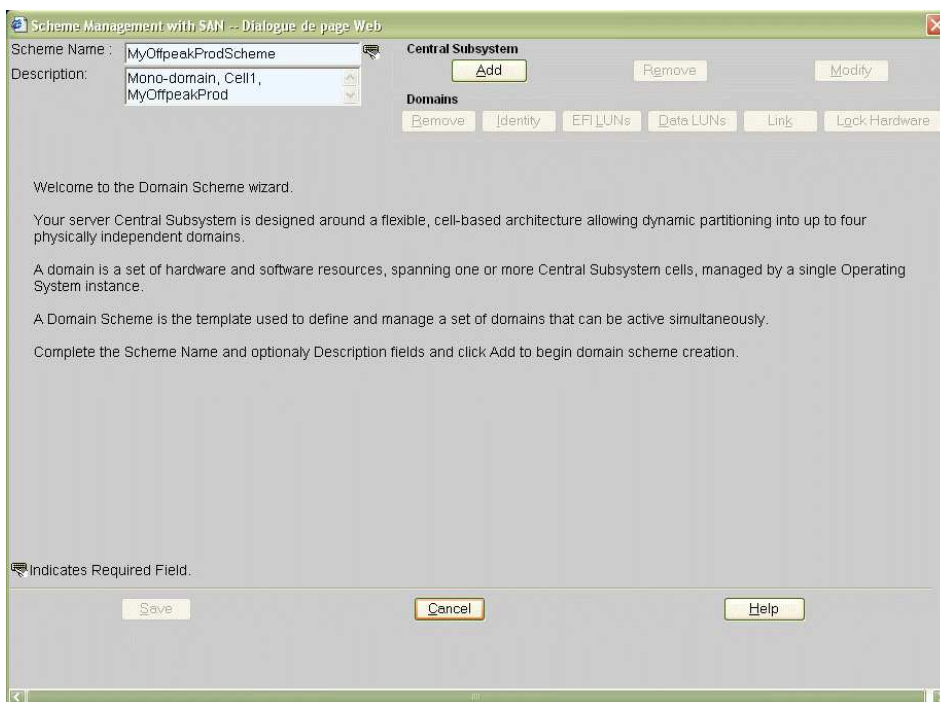 Scheme Management with SAN -- Dialogue de page Web
Scheme Name :
MyOffpeakProdScheme
Description:
Mono-domain, Cell1,
MyOffpeakProd
Central Subsystem
Add Remove Modify
Domains
Remove Identity EFI LUNs Data LUNs Link Lock Hardware
Welcome to the Domain Scheme wizard.
Your server Central Subsystem is designed around a flexible, cell-based architecture allowing dynamic partitioning into up to four
physically independent domains.
A domain is a set of hardware and software resources, spanning one or more Central Subsystem cells, managed by a single Operating
System instance.
A Domain Scheme is the template used to define and manage a set of domains that can be active simultaneously.
Complete the Scheme Name and optionaly Description fields and click Add to begin domain scheme creation.
Indicates Required Field.
Save Cancel Help